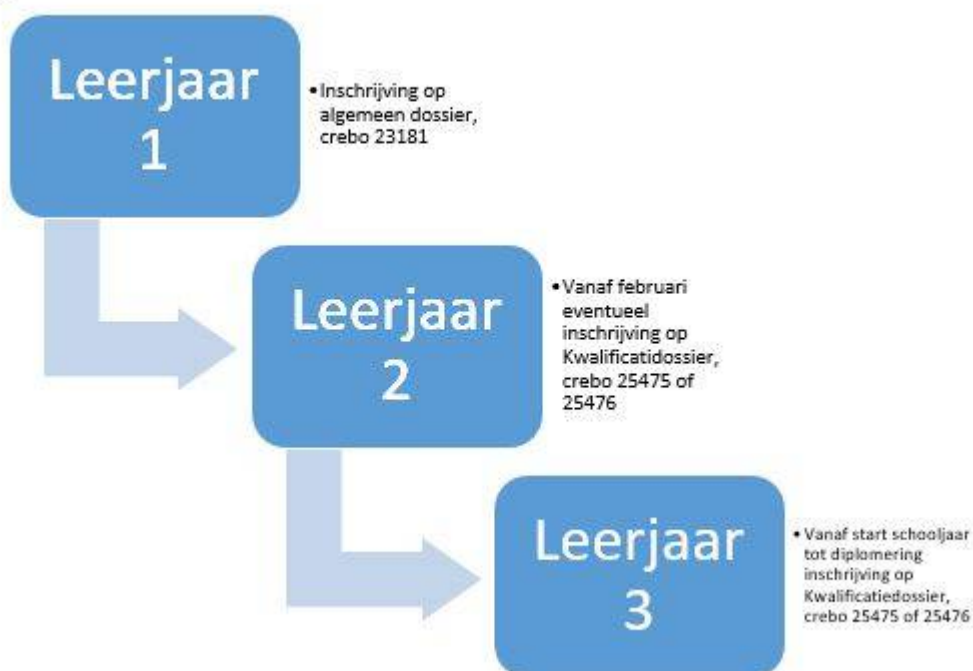 Leerjaar
1
•Inschrijving op
algemeen dossier,
crebo 23181
Leerjaar
2
•Vanaf februari
eventueel
inschrijving op
Kwalificatidossier,
crebo 25475 of
25476
Leerjaar
3
•Vanaf start schooljaar
tot diplomering
inschrijving op
Kwalificatiedossier,
crebo 25475 of 25476